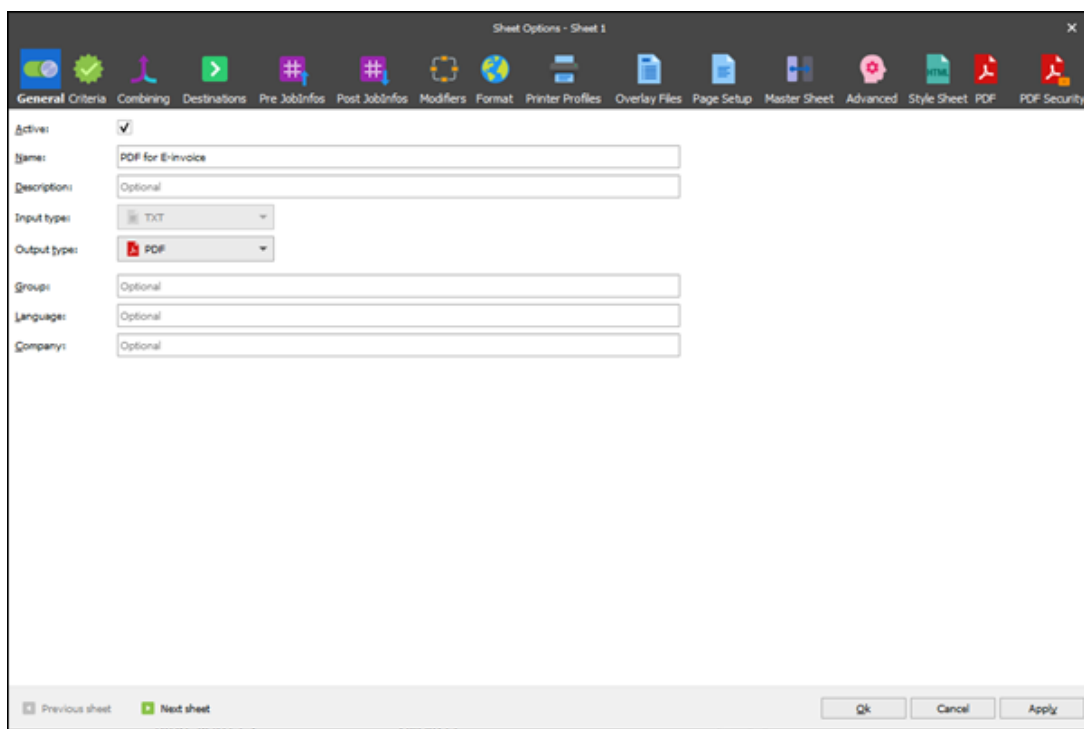 Sheet Options - Sheet 1
General Criteria Combining Destinations Pre JobInfos Post JobInfos Modifiers Format Printer Profiles Overlay Files Page Setup Master Sheet Advanced Style Sheet PDF PDF Security
Active:
Name: PDF for E-invoice
Description: Optional
Input type: TXT
Output type: PDF
Group: Optional
Language: Optional
Company: Optional
Previous sheet Next sheet Ok Cancel Apply